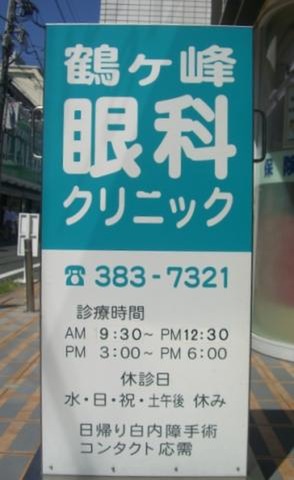 鶴ヶ峰
眼科
クリニック
☎ 383-7321
診療時間
AM 9:30～PM12:30
PM 3:00～PM 6:00
休診日
水・日・祝・土午後 休み
日帰り白内障手術
コンタクト応需
保険